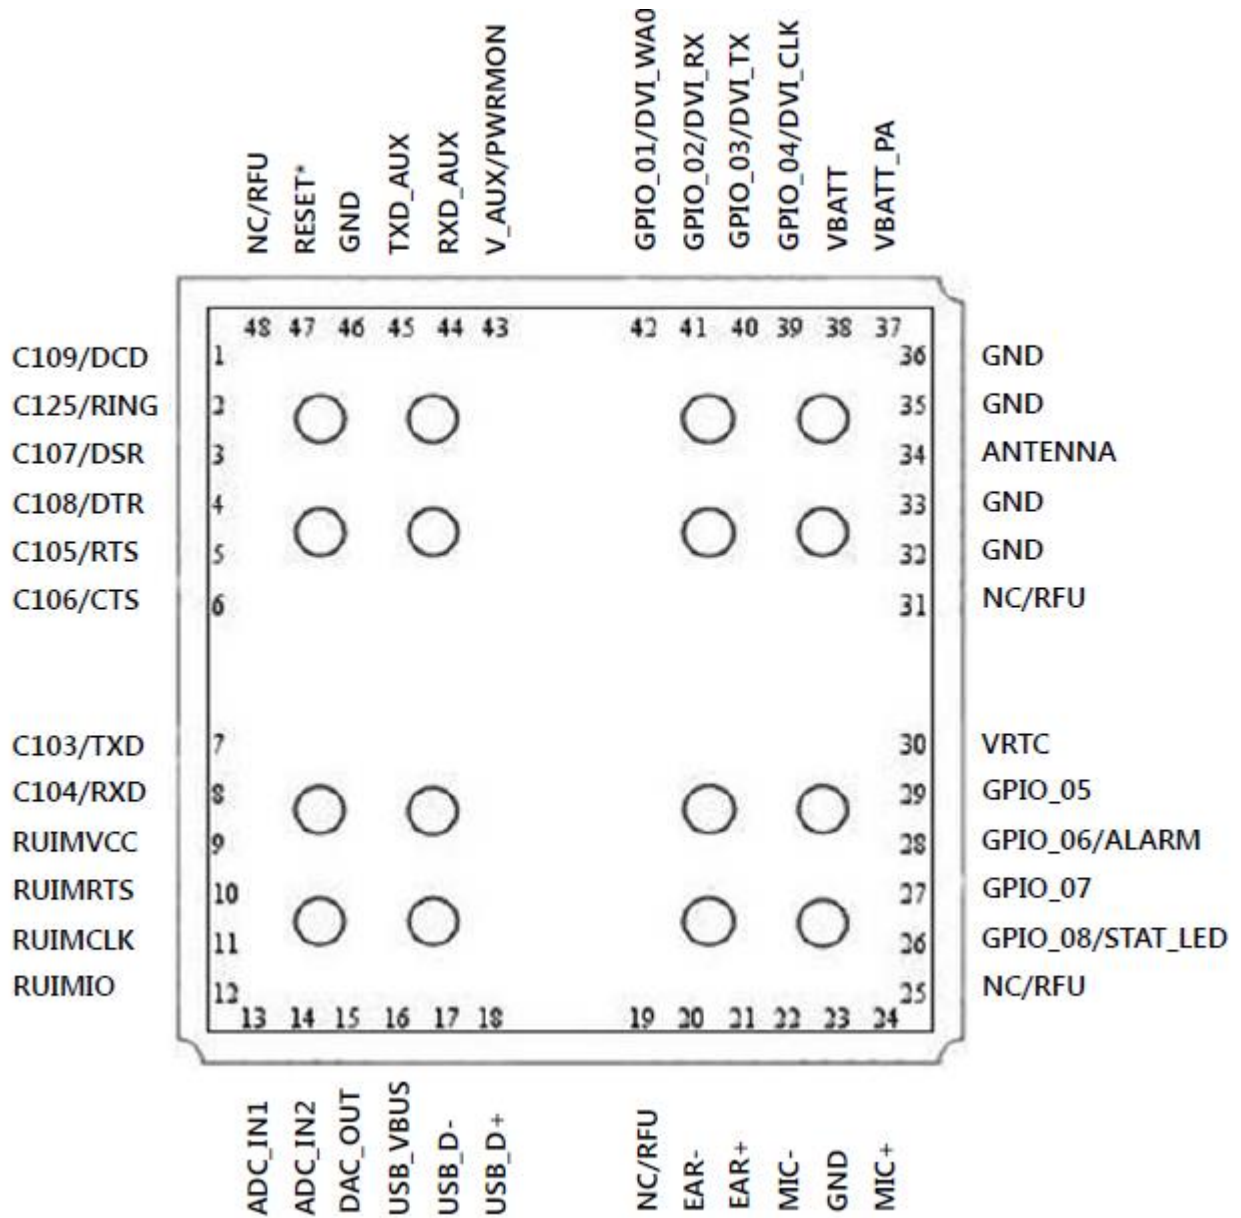 NC/RFU
RESET*
GND
TXD_AUX
RXD_AUX
V_AUX/PWRMON
GPIO_01/DVI_WA0
GPIO_02/DVI_RX
GPIO_03/DVI_TX
GPIO_04/DVI_CLK
VBATT
VBATT_PA
48 47 46 45 44 43 42 41 40 39 38 37
C109/DCD 1 36 GND
C125/RING 2 35 GND
C107/DSR 3 34 ANTENNA
C108/DTR 4 33 GND
C105/RTS 5 32 GND
C106/CTS 6 31 NC/RFU
C103/TXD 7 30 VRTC
C104/RXD 8 29 GPIO_05
RUIMVCC 9 28 GPIO_06/ALARM
RUIMRTS 10 27 GPIO_07
RUIMCLK 11 26 GPIO_08/STAT_LED
RUIMIO 12 25 NC/RFU
13 14 15 16 17 18 19 20 21 22 23 24
ADC_IN1
ADC_IN2
DAC_OUT
USB_VBUS
USB_D-
USB_D+
NC/RFU
EAR-
EAR+
MIC-
GND
MIC+